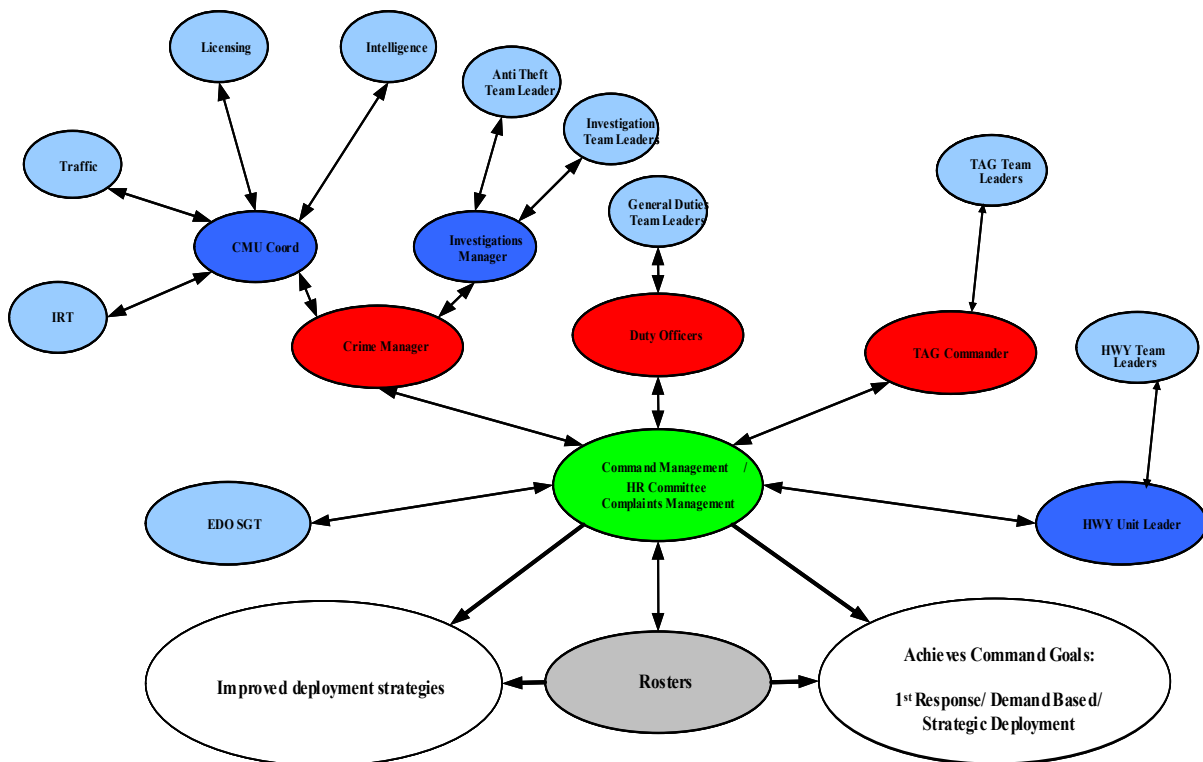 Licensing
Intelligence
Anti Theft
Team Leader
Investigation
Team Leaders
Traffic
TAG Team
Leaders
General Duties
Team Leaders
CMU Coord
Investigations
Manager
IRT
Crime Manager
Duty Officers
TAG Commander
HWY Team
Leaders
Command Management /
HR Committee
Complaints Management
EDO SGT
HWY Unit Leader
Improved deployment strategies
Rosters
Achieves Command Goals:
1st Response/ Demand Based/
Strategic Deployment